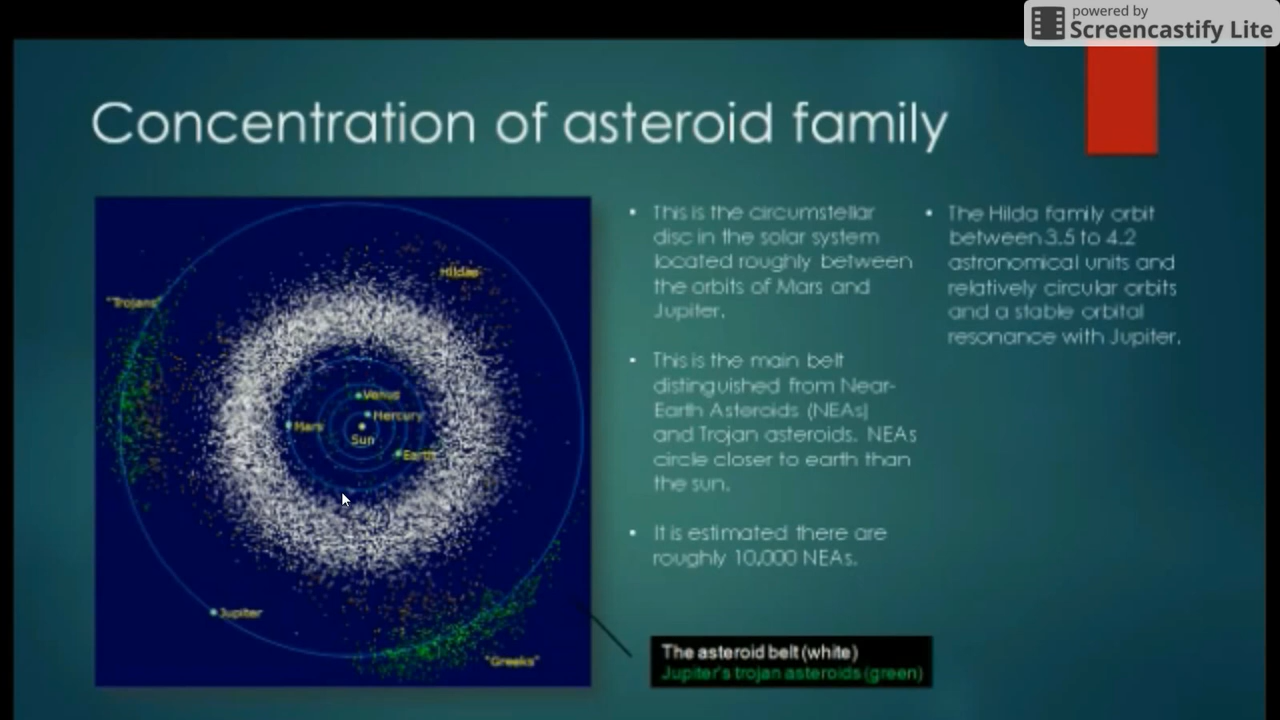 powered by
Screencastify Lite
Concentration of asteroid family
• This is the circumstellar
disc in the solar system
located roughly between
the orbits of Mars and
Jupiter.
• This is the main belt
distinguished from Near-
Earth Asteroids (NEAs)
and Trojan asteroids. NEAs
circle closer to earth than
the sun.
• It is estimated there are
roughly 10,000 NEAs.
• The Hilda family orbit
between 3.5 to 4.2
astronomical units and
relatively circular orbits
and a stable orbital
resonance with Jupiter.
Hildas
"Trojans"
Venus
Mercury
Mars
Sun
Earth
Jupiter
"Greeks"
The asteroid belt (white)
Jupiter's trojan asteroids (green)